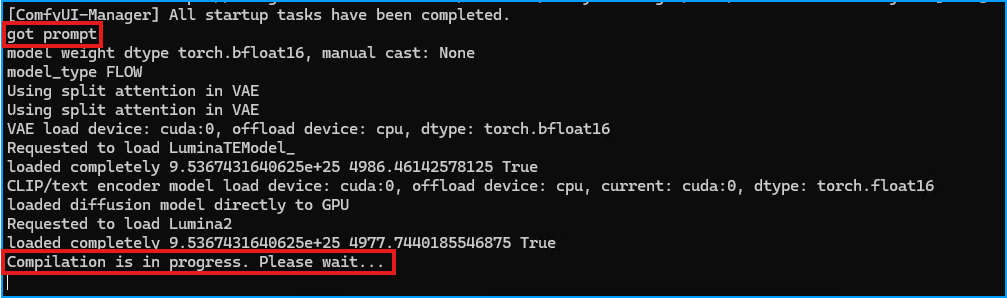 [ComfyUI-Manager] All startup tasks have been completed.
got prompt
model weight dtype torch.bfloat16, manual cast: None
model_type FLOW
Using split attention in VAE
Using split attention in VAE
VAE load device: cuda:0, offload device: cpu, dtype: torch.bfloat16
Requested to load LuminaTEModel_
loaded completely 9.5367431640625e+25 4986.46142578125 True
CLIP/text encoder model load device: cuda:0, offload device: cpu, current: cuda:0, dtype: torch.float16
loaded diffusion model directly to GPU
Requested to load Lumina2
loaded completely 9.5367431640625e+25 4977.7440185546875 True
Compilation is in progress. Please wait...